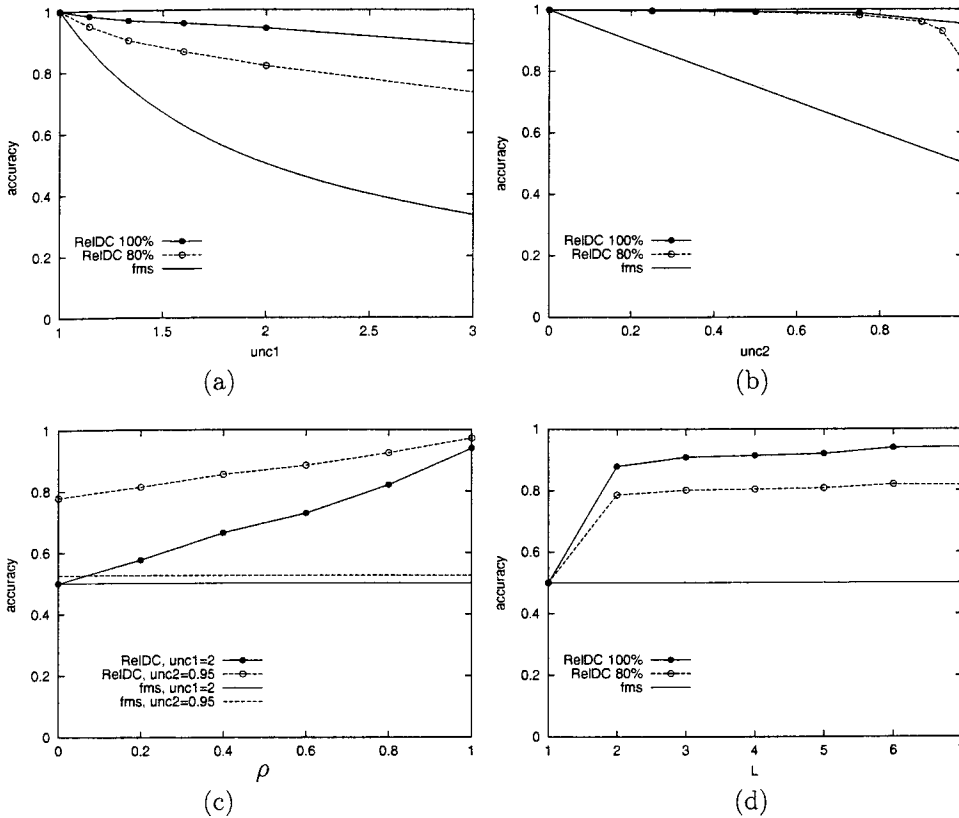 1
0.8
0.6
0.4
0.2
0
accuracy
RelDC 100%
RelDC 80%
fms
1 1.5 2 2.5 3
unc1
(a)
1
0.8
0.6
0.4
0.2
0
accuracy
RelDC 100%
RelDC 80%
fms
0 0.2 0.4 0.6 0.8
unc2
(b)
1
0.8
0.6
0.4
0.2
0
accuracy
RelDC, unc1=2
RelDC, unc2=0.95
fms, unc1=2
fms, unc2=0.95
0 0.2 0.4 0.6 0.8 1
ρ
(c)
1
0.8
0.6
0.4
0.2
0
accuracy
RelDC 100%
RelDC 80%
fms
1 2 3 4 5 6
L
(d)